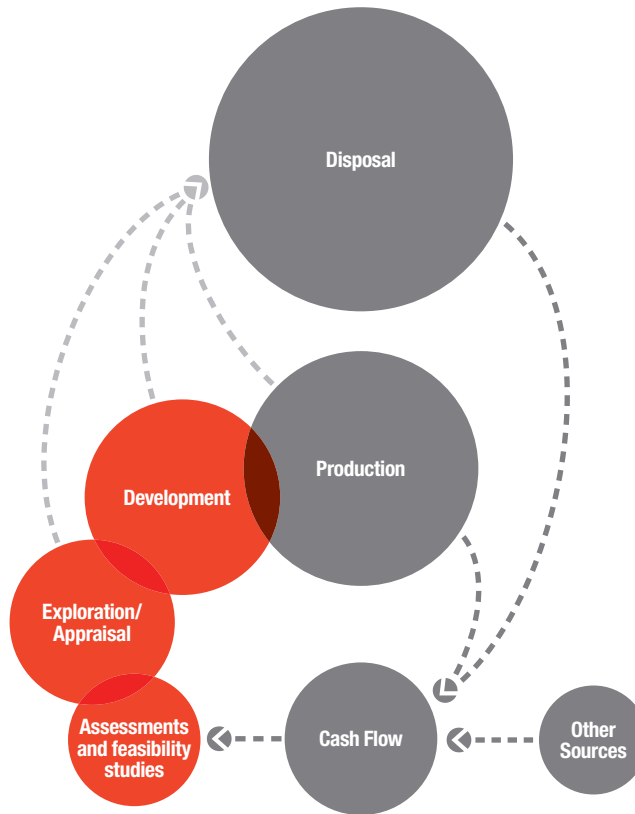 Disposal
Production
Development
Exploration/
Appraisal
Assessments
and feasibility
studies
Cash Flow
Other
Sources